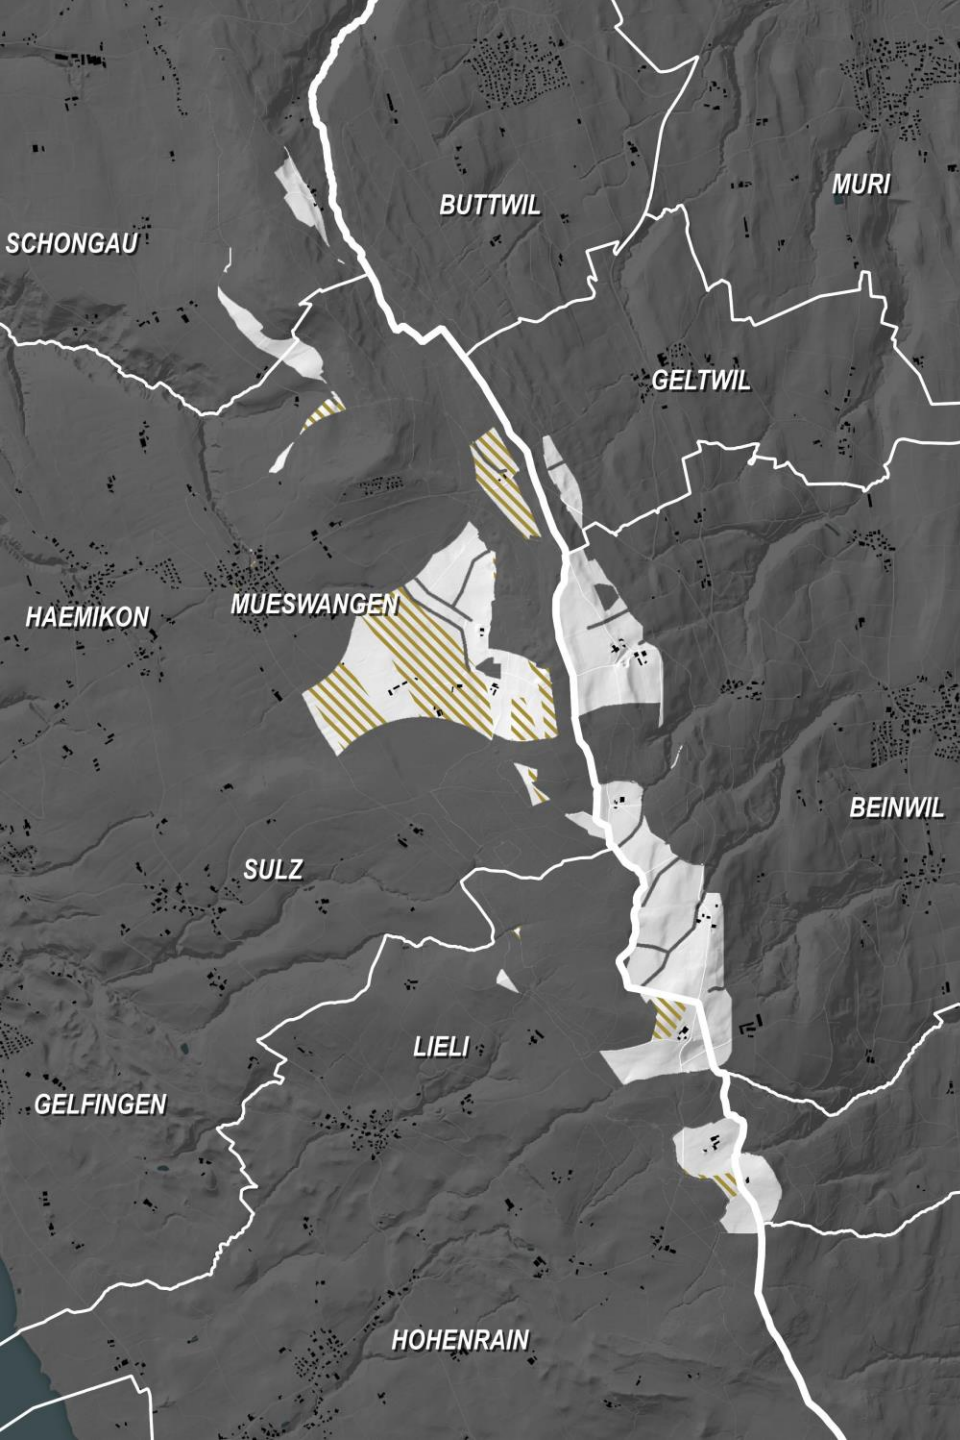 MURI
BUTTWIL
SCHONGAU
GELTWIL
MUESWANGEN
HAEMIKON
BEINWIL
SULZ
LIELI
GELFINGEN
HOHENRAIN